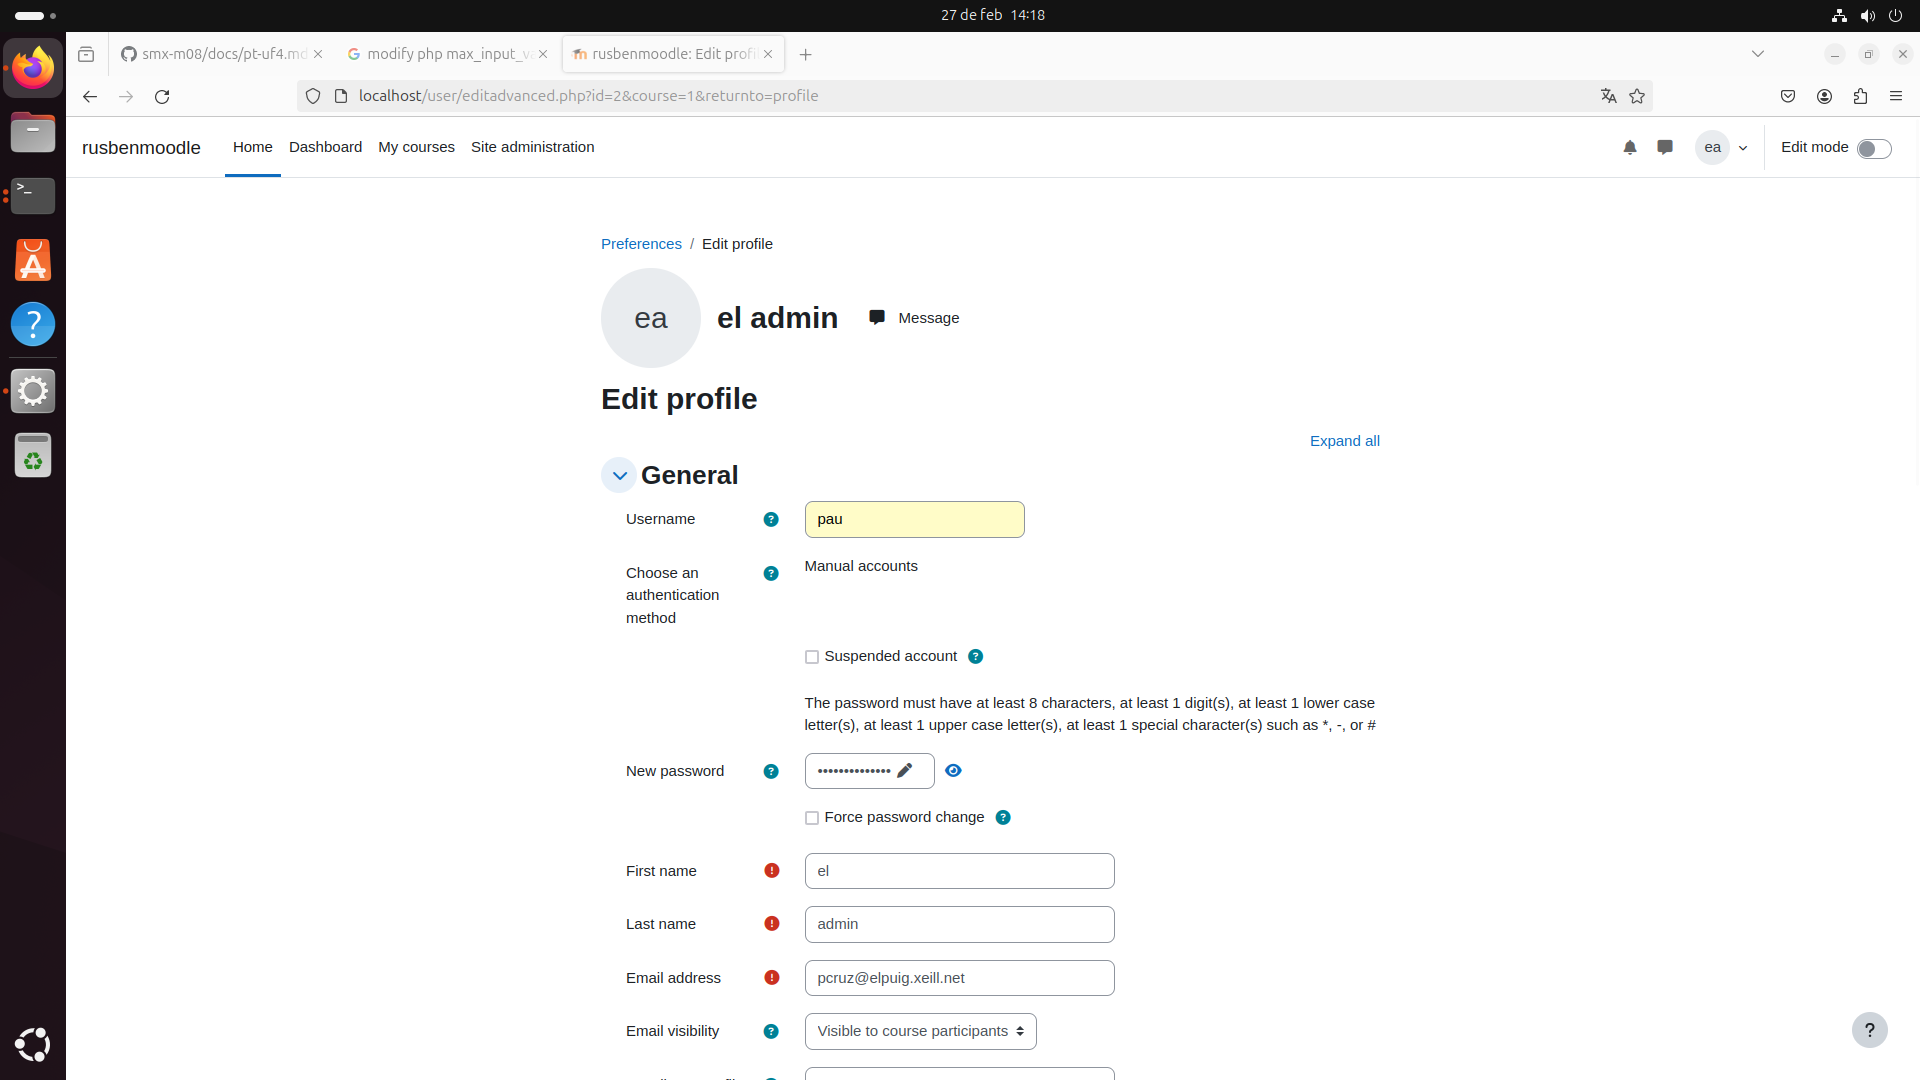 27 de feb 14:18
smx-m08/docs/pt-uf4.md
modify php max_input_va
rusbenmoodle: Edit profi
localhost/user/editadvanced.php?id=2&course=1&returnto=profile
rusbenmoodle
Home
Dashboard
My courses
Site administration
ea
Edit mode
Preferences / Edit profile
ea
el admin
Message
Edit profile
Expand all
General
Username
pau
Choose an authentication method
Manual accounts
Suspended account
The password must have at least 8 characters, at least 1 digit(s), at least 1 lower case
letter(s), at least 1 upper case letter(s), at least 1 special character(s) such as *, -, or #
New password
••••••••••••••
Force password change
First name
el
Last name
admin
Email address
pcruz@elpuig.xeill.net
Email visibility
Visible to course participants
?